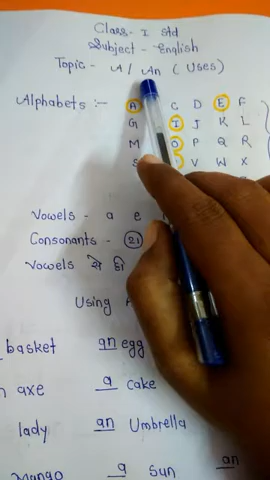 Class- I std
Subject - English
Topic - A / An ( Uses)
Alphabets :- A C D E F
G I J K L
M O P Q R
S V W X
Vowels - a e
Consonants - 21
Vowels से ही
Using
basket an egg
axe a cake
lady an Umbrella
Mango a Sun an